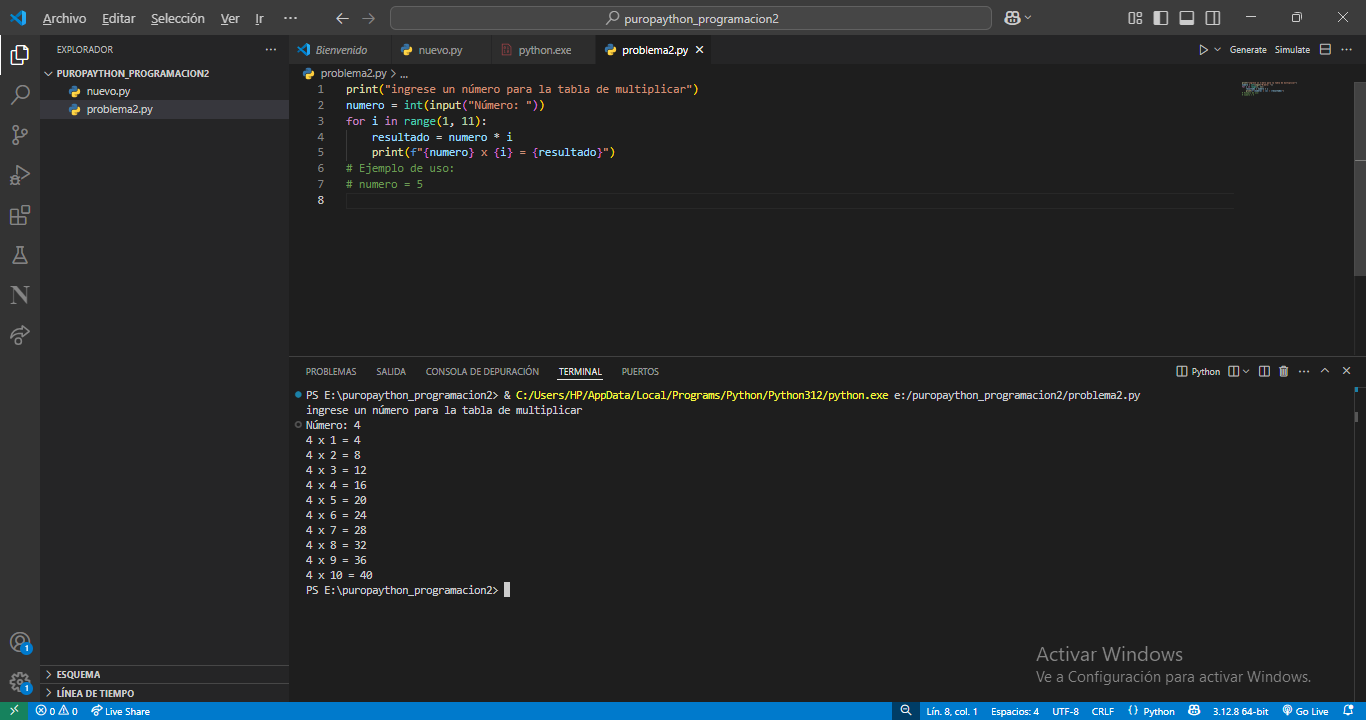 Archivo Editar Selección Ver Ir ··· puropaython_programacion2
EXPLORADOR ···
PUROPAYTHON_PROGRAMACION2
nuevo.py
problema2.py
ESQUEMA
LÍNEA DE TIEMPO
Bienvenido nuevo.py python.exe problema2.py Generate Simulate ···
problema2.py > ...
1 print("ingrese un número para la tabla de multiplicar")
2 numero = int(input("Número: "))
3 for i in range(1, 11):
4 resultado = numero * i
5 print(f"{numero} x {i} = {resultado}")
6 # Ejemplo de uso:
7 # numero = 5
8
PROBLEMAS SALIDA CONSOLA DE DEPURACIÓN TERMINAL PUERTOS Python
PS E:\puropaython_programacion2> & C:/Users/HP/AppData/Local/Programs/Python/Python312/python.exe e:/puropaython_programacion2/problema2.py
ingrese un número para la tabla de multiplicar
Número: 4
4 x 1 = 4
4 x 2 = 8
4 x 3 = 12
4 x 4 = 16
4 x 5 = 20
4 x 6 = 24
4 x 7 = 28
4 x 8 = 32
4 x 9 = 36
4 x 10 = 40
PS E:\puropaython_programacion2>
Activar Windows
Ve a Configuración para activar Windows.
1
1
0 0 Live Share Lín. 8, col. 1 Espacios: 4 UTF-8 CRLF {} Python 3.12.8 64-bit Go Live